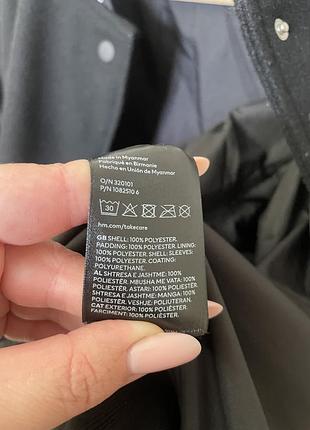 Made in Myanmar
Fabriqué en Birmanie
Hecho en Unión de Myanmar
O/N 320101
P/N 1082510 6
30
hm.com/takecare
GB SHELL: 100% POLYESTER.
PADDING: 100% POLYESTER. LINING:
100% POLYESTER. SLEEVES:
100% POLYESTER. COATING:
POLYURETHANE.
AL SHTRESA E JASHTME: 100%
POLIESTER. MBUSHJA ME VATA: 100%
POLIESTER. ASTARI: 100% POLIESTER.
SHTRESA E JASHTME: MANGA: 100%
POLIESTER. VESHJE: POLIURETAN.
CAT EXTERIOR: 100% POLIÈSTER.
FARCIMENT: 100% POLIÈSTER